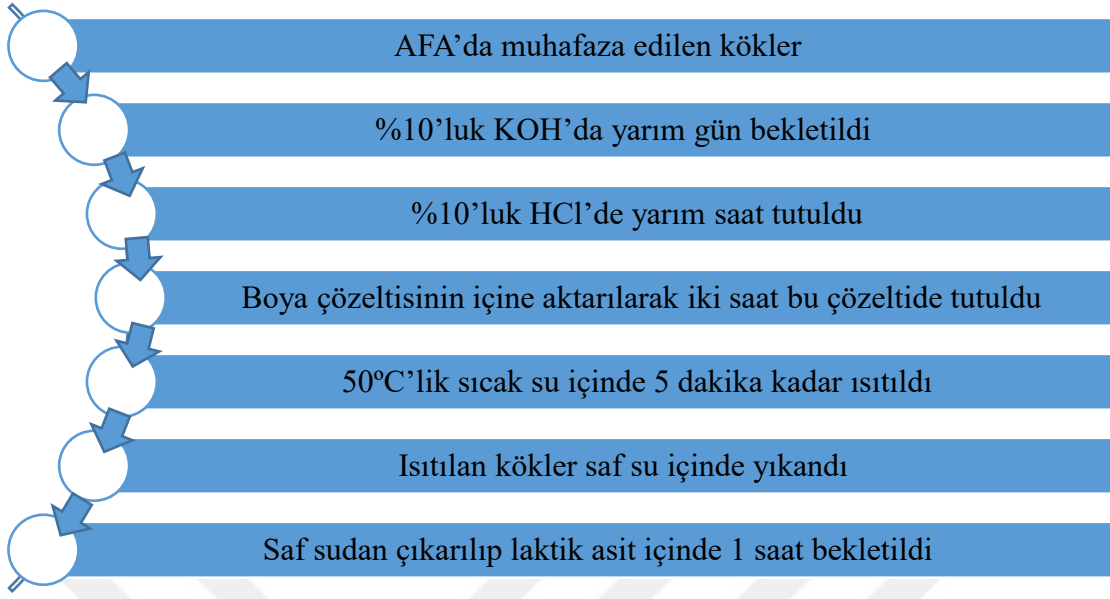 AFA’da muhafaza edilen kökler
%10’luk KOH’da yarım gün bekletildi
%10’luk HCl’de yarım saat tutuldu
Boya çözeltisinin içine aktarılarak iki saat bu çözeltide tutuldu
50ºC’lik sıcak su içinde 5 dakika kadar ısıtıldı
Isıtılan kökler saf su içinde yıkandı
Saf sudan çıkarılıp laktik asit içinde 1 saat bekletildi